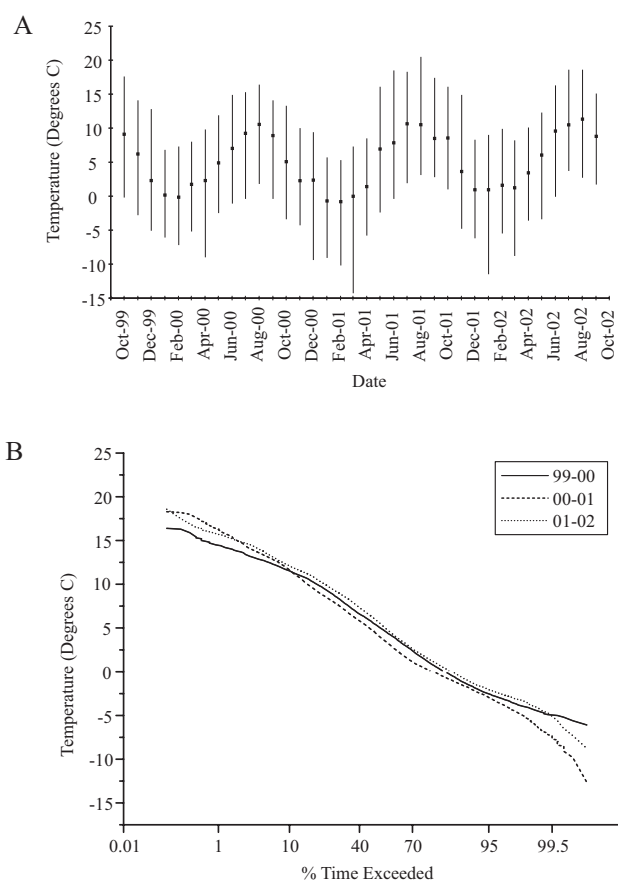 A
Temperature (Degrees C)
25
20
15
10
5
0
-5
-10
-15
Oct-99
Dec-99
Feb-00
Apr-00
Jun-00
Aug-00
Oct-00
Dec-00
Feb-01
Apr-01
Jun-01
Aug-01
Oct-01
Dec-01
Feb-02
Apr-02
Jun-02
Aug-02
Oct-02
Date
B
Temperature (Degrees C)
25
20
15
10
5
0
-5
-10
-15
99-00
00-01
01-02
0.01
1
10
40
70
95
99.5
% Time Exceeded